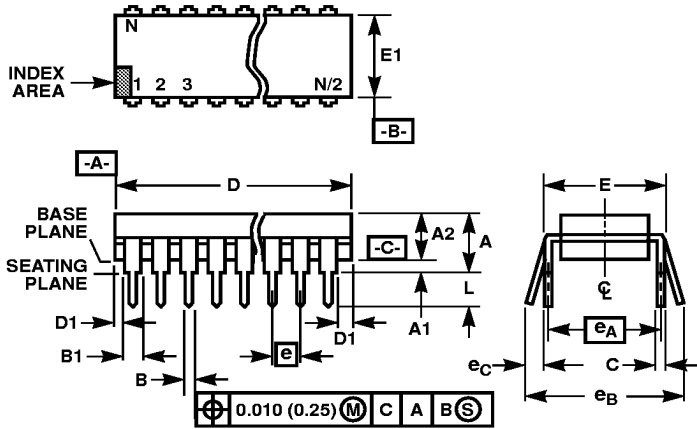 N
INDEX
AREA
1 2 3 N/2
E1
-B-
-A-
D
E
BASE
PLANE
A2
A
-C-
SEATING
PLANE
L
C
L
D1
A1
D1
B1
e
eA
B
eC
C
eB
⌖ 0.010 (0.25) Ⓜ C A B Ⓢ